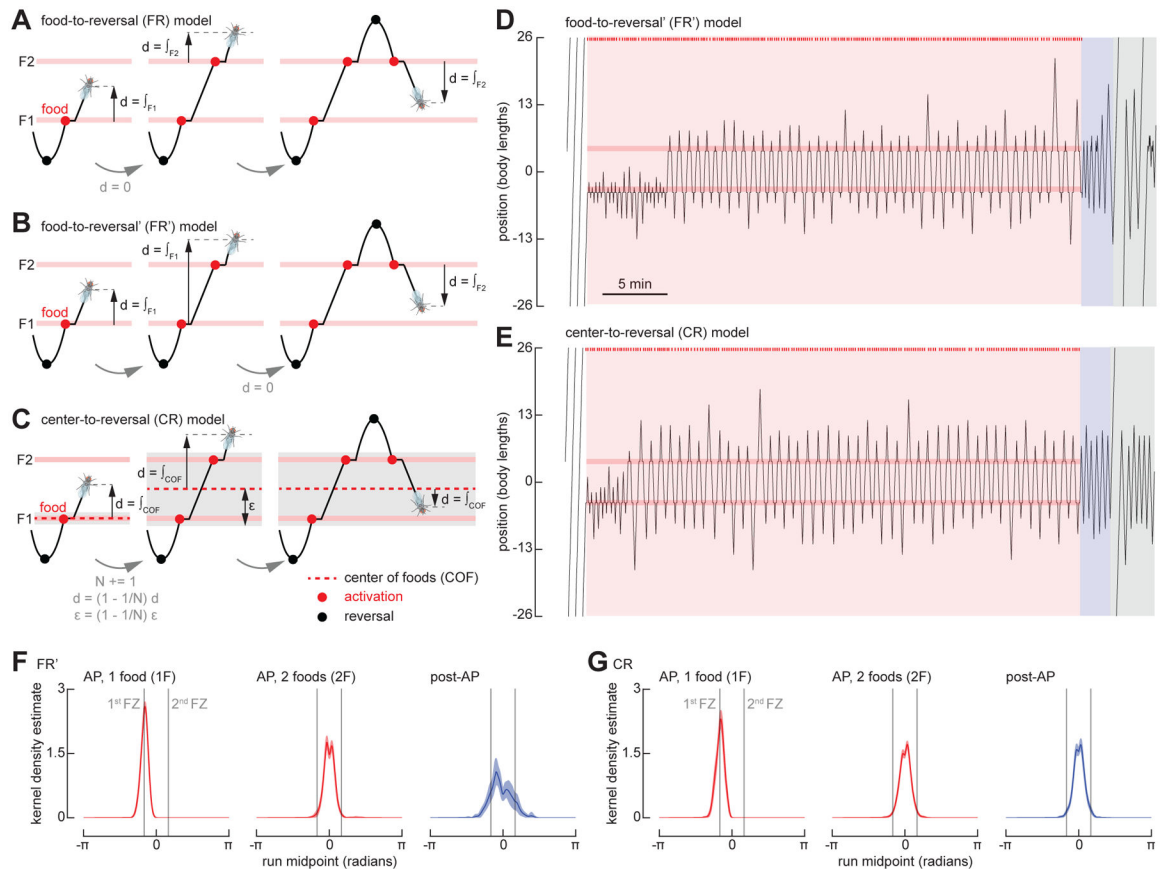 A food-to-reversal (FR) model
F2
F1
food
d = ∫F1
d = ∫F2
d = ∫F2
d = 0
B food-to-reversal' (FR') model
F2
F1
food
d = ∫F1
d = ∫F1
d = ∫F2
d = 0
C center-to-reversal (CR) model
F2
F1
food
d = ∫COF
d = ∫COF
ε
d = ∫COF
N += 1
d = (1 - 1/N) d
ε = (1 - 1/N) ε
center of foods (COF)
activation
reversal
D food-to-reversal' (FR') model
position (body lengths)
26
13
0
-13
-26
5 min
E center-to-reversal (CR) model
position (body lengths)
26
13
0
-13
-26
F FR'
AP, 1 food (1F)
AP, 2 foods (2F)
post-AP
kernel density estimate
3
1.5
0
1st FZ
2nd FZ
-π 0 π
-π 0 π
-π 0 π
run midpoint (radians)
G CR
AP, 1 food (1F)
AP, 2 foods (2F)
post-AP
kernel density estimate
3
1.5
0
1st FZ
2nd FZ
-π 0 π
-π 0 π
-π 0 π
run midpoint (radians)